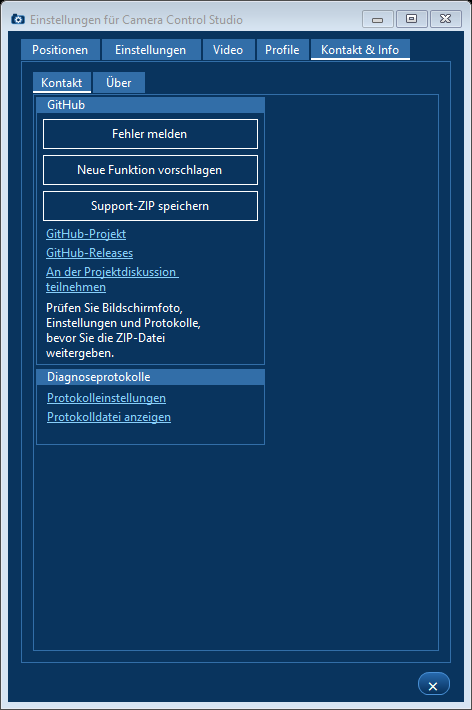 Einstellungen für Camera Control Studio
Positionen Einstellungen Video Profile Kontakt & Info
Kontakt Über
GitHub
Fehler melden
Neue Funktion vorschlagen
Support-ZIP speichern
GitHub-Projekt
GitHub-Releases
An der Projektdiskussion
teilnehmen
Prüfen Sie Bildschirmfoto,
Einstellungen und Protokolle,
bevor Sie die ZIP-Datei
weitergeben.
Diagnoseprotokolle
Protokolleinstellungen
Protokolldatei anzeigen